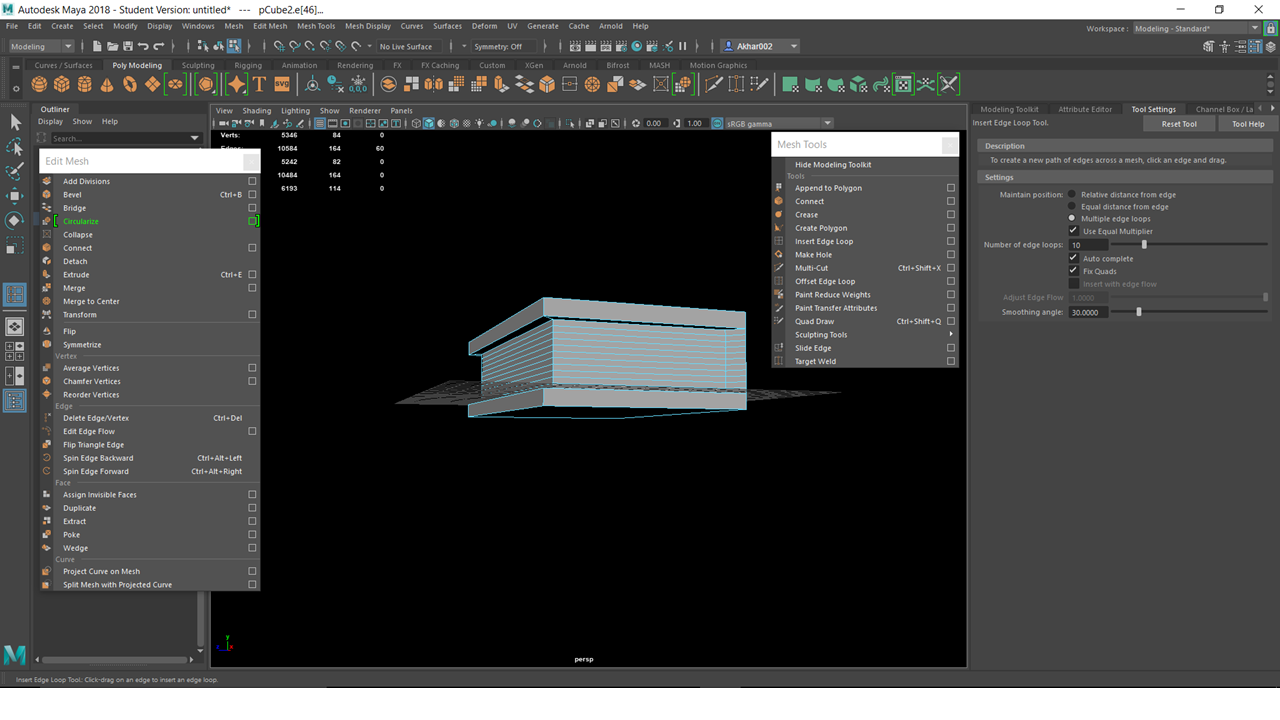 Autodesk Maya 2018 - Student Version: untitled* --- pCube2.e[46]...
File Edit Create Select Modify Display Windows Mesh Edit Mesh Mesh Tools Mesh Display Curves Surfaces Deform UV Generate Cache Arnold Help
Workspace : Modeling - Standard*
Modeling No Live Surface Symmetry: Off Akhar002
Curves / Surfaces Poly Modeling Sculpting Rigging Animation Rendering FX FX Caching Custom XGen Arnold Bifrost MASH Motion Graphics
SVG
0,0,0
Outliner
Display Show Help
Search...
View Shading Lighting Show Renderer Panels
0.00 1.00 sRGB gamma
Verts: 5346 84 0
Edges: 10584 164 60
5242 82 0
10484 164 0
6193 114 0
persp
y
Edit Mesh
Add Divisions
Bevel Ctrl+B
Bridge
Circularize
Collapse
Connect
Detach
Extrude Ctrl+E
Merge
Merge to Center
Transform
Flip
Symmetrize
Vertex
Average Vertices
Chamfer Vertices
Reorder Vertices
Edge
Delete Edge/Vertex Ctrl+Del
Edit Edge Flow
Flip Triangle Edge
Spin Edge Backward Ctrl+Alt+Left
Spin Edge Forward Ctrl+Alt+Right
Face
Assign Invisible Faces
Duplicate
Extract
Poke
Wedge
Curve
Project Curve on Mesh
Split Mesh with Projected Curve
Mesh Tools
Hide Modeling Toolkit
Tools
Append to Polygon
Connect
Crease
Create Polygon
Insert Edge Loop
Make Hole
Multi-Cut Ctrl+Shift+X
Offset Edge Loop
Paint Reduce Weights
Paint Transfer Attributes
Quad Draw Ctrl+Shift+Q
Sculpting Tools
Slide Edge
Target Weld
Modeling Toolkit Attribute Editor Tool Settings Channel Box / La
Insert Edge Loop Tool. Reset Tool Tool Help
Description
To create a new path of edges across a mesh, click an edge and drag.
Settings
Maintain position: Relative distance from edge
Equal distance from edge
Multiple edge loops
Use Equal Multiplier
Number of edge loops: 10
Auto complete
Fix Quads
Insert with edge flow
Adjust Edge Flow 1.0000
Smoothing angle: 30.0000
Insert Edge Loop Tool: Click-drag on an edge to insert an edge loop.